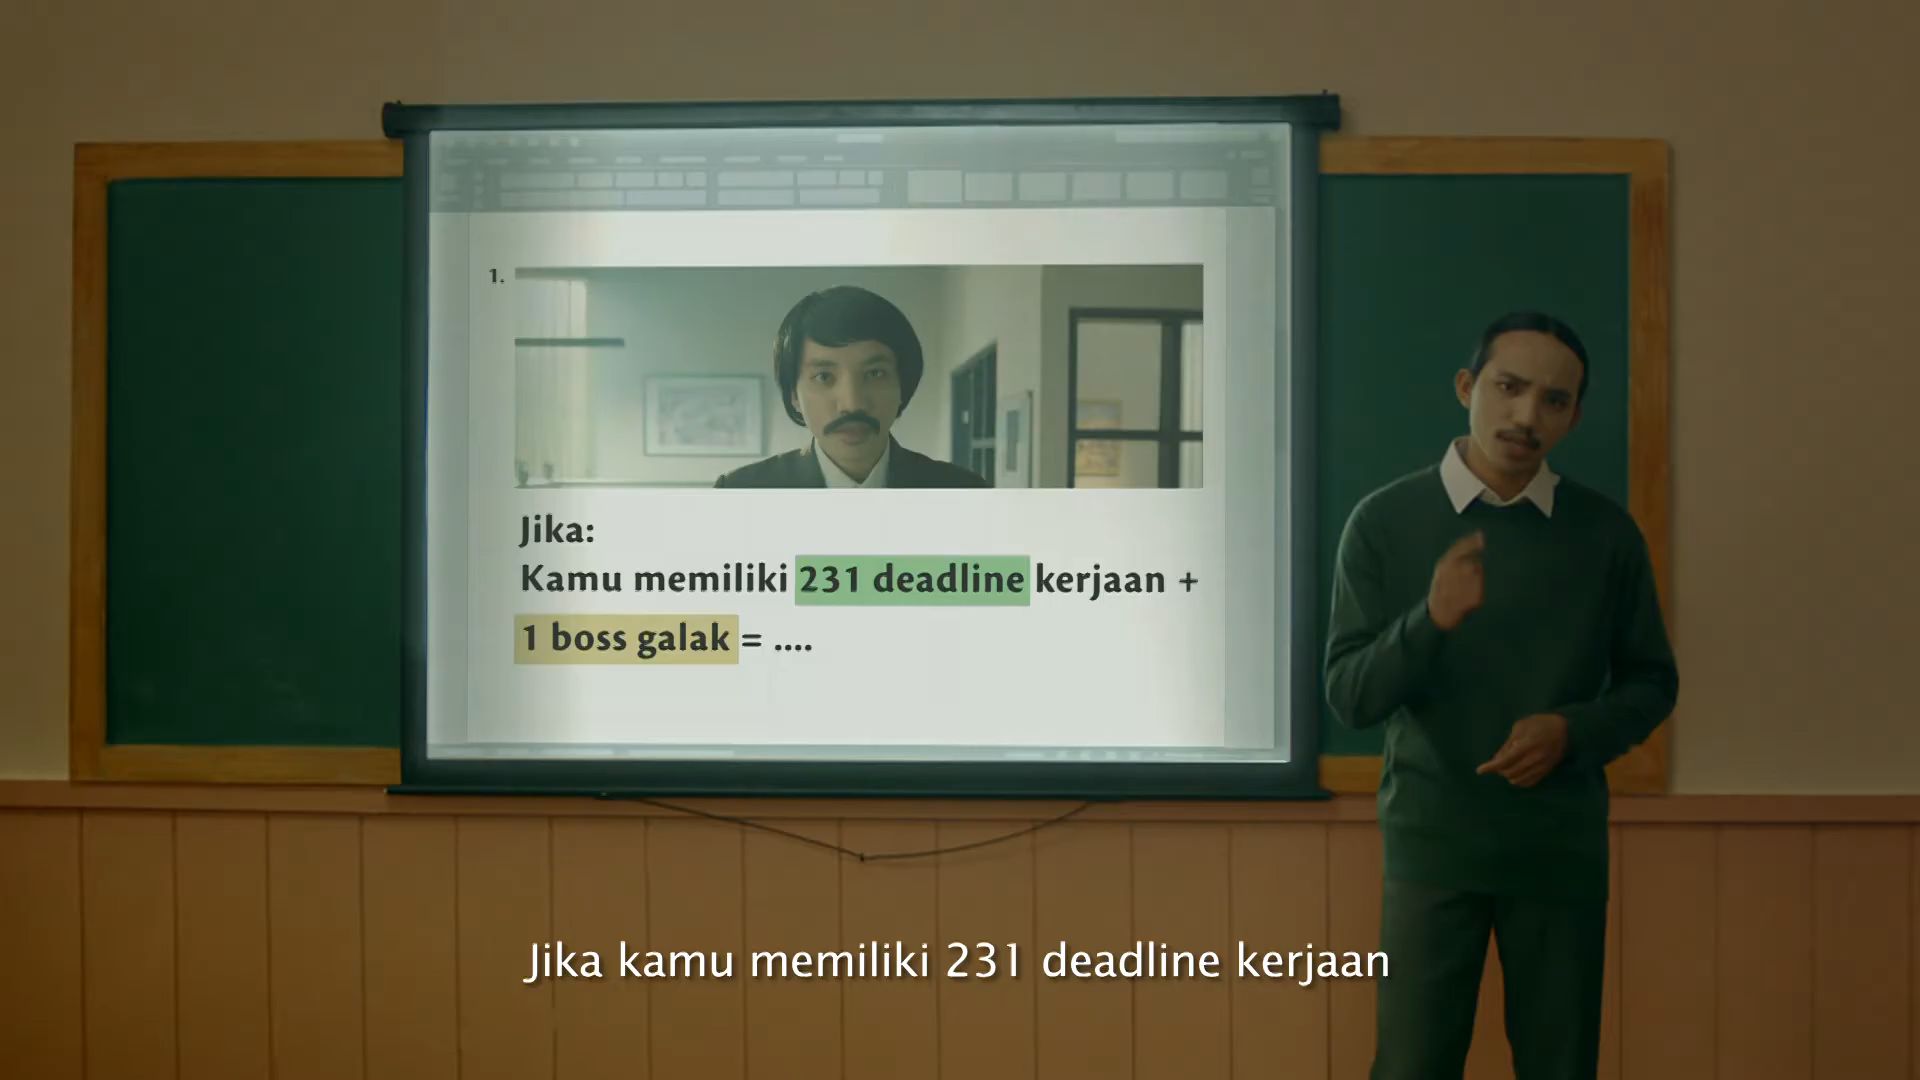 1.
Jika:
Kamu memiliki 231 deadline kerjaan +
1 boss galak = ....
Jika kamu memiliki 231 deadline kerjaan